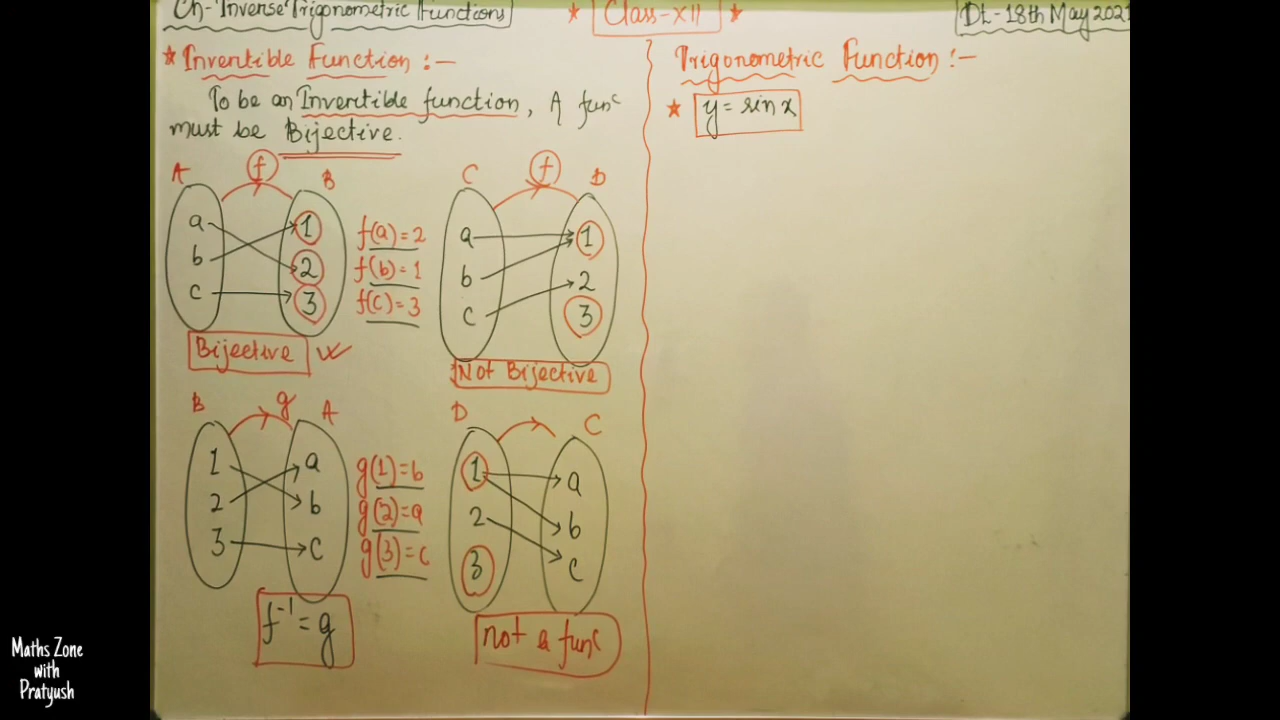 Ch- Inverse Trigonometric Functions
★ Class-XII ★
Dt - 18th May 2021
★ Invertible Function :-
To be an Invertible function, A func
must be Bijective.
A f B
a 1
b 2
c 3
f(a)=2
f(b)=1
f(c)=3
Bijective
C f D
a 1
b 2
c 3
Not Bijective
B g A
1 a
2 b
3 c
g(1)=b
g(2)=a
g(3)=c
f⁻¹ = g
D C
1 a
2 b
3 c
not a func
Trigonometric Function :-
★ y = sin x
Maths Zone
with
Pratyush